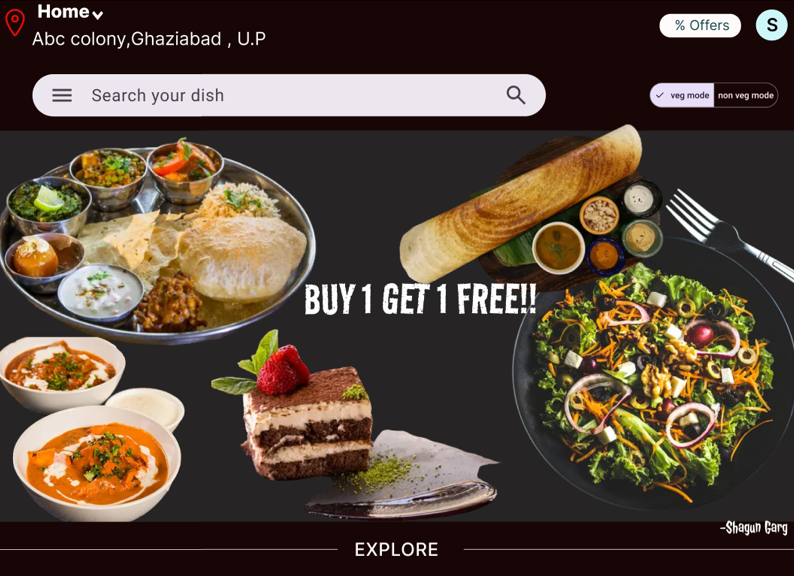 Home
Abc colony,Ghaziabad , U.P
% Offers
S
Search your dish
veg mode
non veg mode
BUY 1 GET 1 FREE!!
-Shagun Garg
EXPLORE